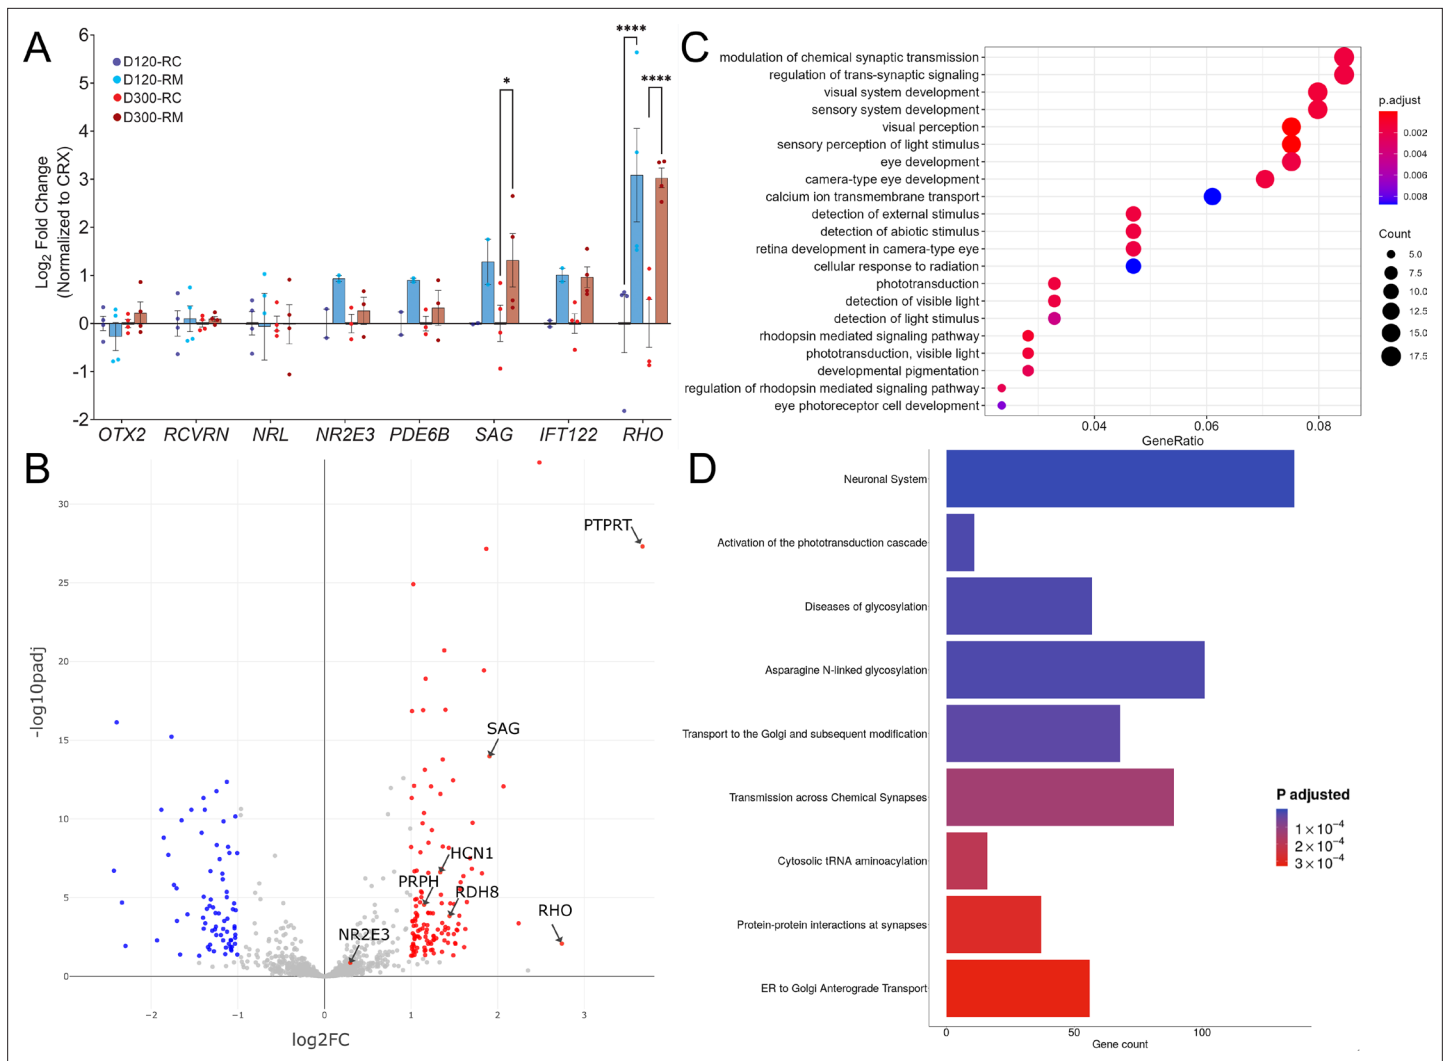 A
6
5
4
3
2
1
0
-1
-2
Log2 Fold Change
(Normalized to CRX)
D120-RC
D120-RM
D300-RC
D300-RM
*
****
****
OTX2
RCVRN
NRL
NR2E3
PDE6B
SAG
IFT122
RHO
C
modulation of chemical synaptic transmission
regulation of trans-synaptic signaling
visual system development
sensory system development
visual perception
sensory perception of light stimulus
eye development
camera-type eye development
calcium ion transmembrane transport
detection of external stimulus
detection of abiotic stimulus
retina development in camera-type eye
cellular response to radiation
phototransduction
detection of visible light
detection of light stimulus
rhodopsin mediated signaling pathway
phototransduction, visible light
developmental pigmentation
regulation of rhodopsin mediated signaling pathway
eye photoreceptor cell development
0.04
0.06
0.08
GeneRatio
p.adjust
0.002
0.004
0.006
0.008
Count
5.0
7.5
10.0
12.5
15.0
17.5
B
30
25
20
15
10
5
0
-log10padj
PTPRT
SAG
HCN1
PRPH
RDH8
RHO
NR2E3
−2
−1
0
1
2
3
log2FC
D
Neuronal System
Activation of the phototransduction cascade
Diseases of glycosylation
Asparagine N-linked glycosylation
Transport to the Golgi and subsequent modification
Transmission across Chemical Synapses
Cytosolic tRNA aminoacylation
Protein-protein interactions at synapses
ER to Golgi Anterograde Transport
0
50
100
Gene count
P adjusted
1×10⁻⁴
2×10⁻⁴
3×10⁻⁴